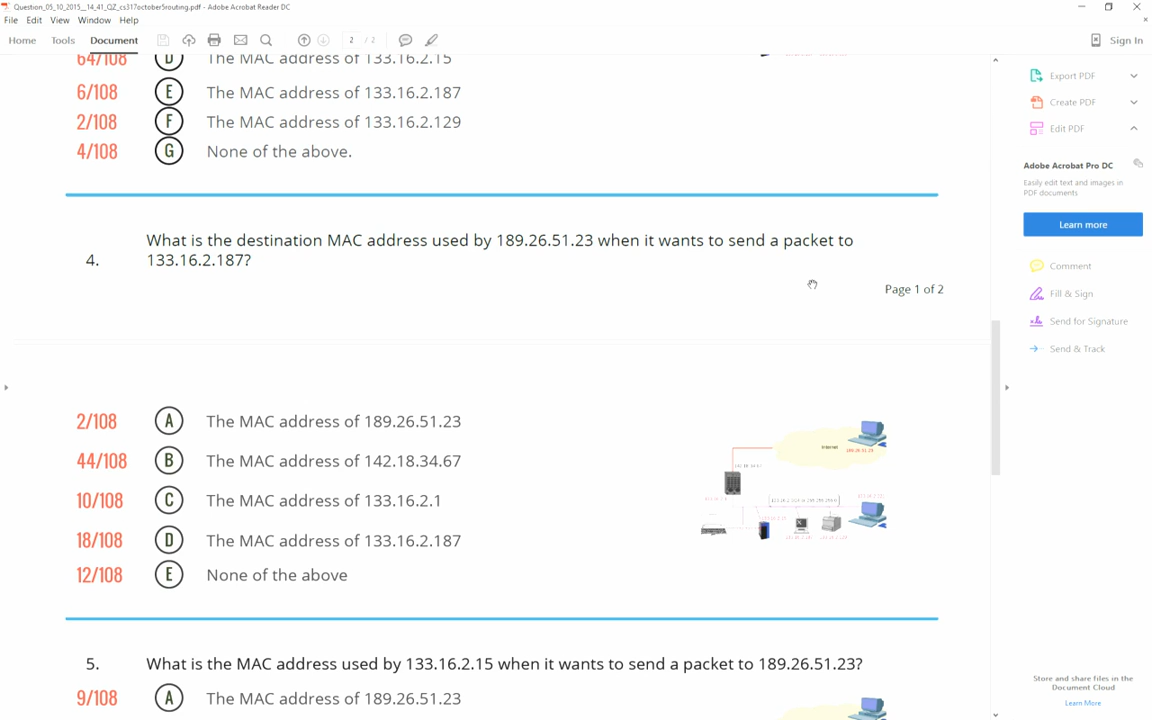 Question_05_10_2015__14_41_QZ_cs317october5routing.pdf - Adobe Acrobat Reader DC
File Edit View Window Help
Home Tools Document 2 / 2 Sign In
64/108 D The MAC address of 133.16.2.15
6/108 E The MAC address of 133.16.2.187
2/108 F The MAC address of 133.16.2.129
4/108 G None of the above.
4. What is the destination MAC address used by 189.26.51.23 when it wants to send a packet to
133.16.2.187?
Page 1 of 2
2/108 A The MAC address of 189.26.51.23
44/108 B The MAC address of 142.18.34.67
10/108 C The MAC address of 133.16.2.1
18/108 D The MAC address of 133.16.2.187
12/108 E None of the above
Internet
5. What is the MAC address used by 133.16.2.15 when it wants to send a packet to 189.26.51.23?
9/108 A The MAC address of 189.26.51.23
Export PDF
Create PDF
Edit PDF
Adobe Acrobat Pro DC
Easily edit text and images in
PDF documents
Learn more
Comment
Fill & Sign
Send for Signature
Send & Track
Store and share files in the
Document Cloud
Learn More